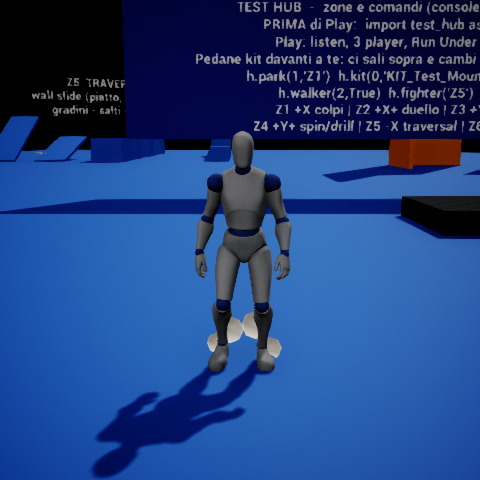 TEST HUB - zone e comandi (console
PRIMA di Play: import test_hub as
Play: listen, 3 player, Run Under
Pedane kit davanti a te: ci sali sopra e cambi
h.park(1,'Z1') h.kit(0,'KIT_Test_Moun
h.walker(2,True) h.fighter('Z5')
Z1 +X colpi | Z2 +X+ duello | Z3 +Y
Z4 +Y+ spin/drill | Z5 -X traversal | Z6
Z5 TRAVER
wall slide (piatto,
gradini - salti